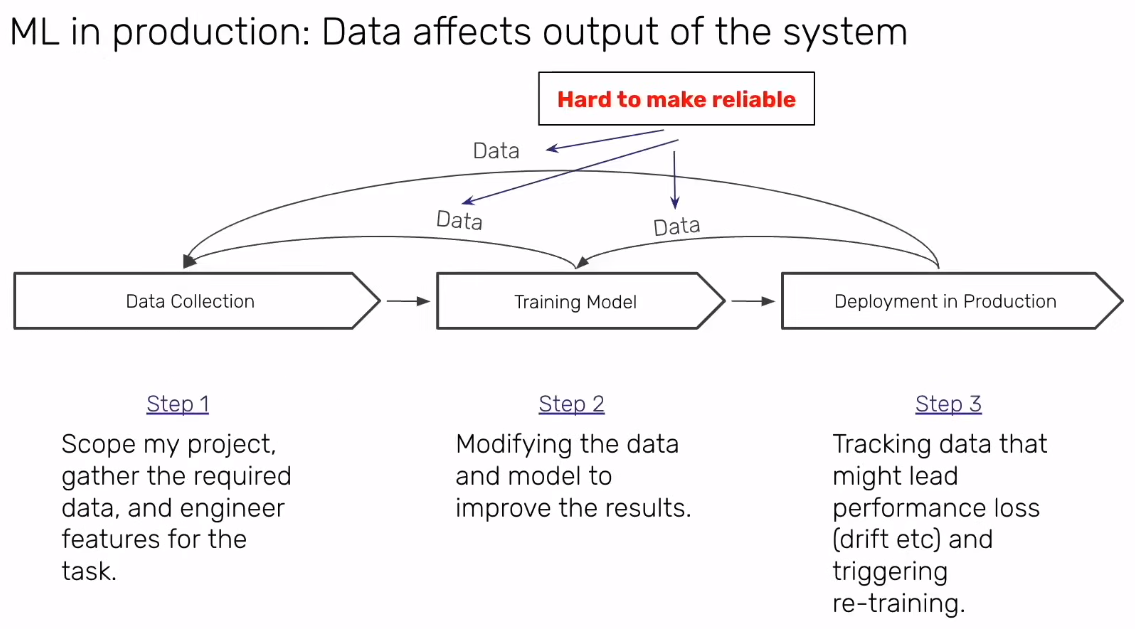 ML in production: Data affects output of the system
Hard to make reliable
Data
Data
Data
Data Collection
Training Model
Deployment in Production
Step 1
Scope my project,
gather the required
data, and engineer
features for the
task.
Step 2
Modifying the data
and model to
improve the results.
Step 3
Tracking data that
might lead
performance loss
(drift etc) and
triggering
re-training.